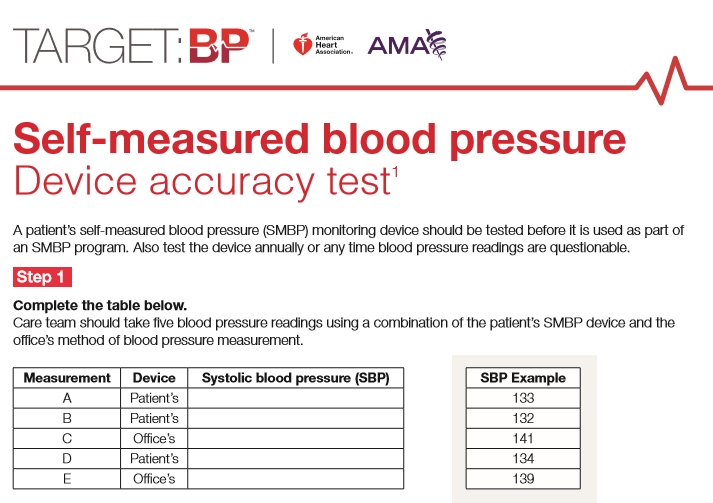 TARGET:BP™ American
Heart
Association® AMA
Self-measured blood pressure
Device accuracy test¹
A patient's self-measured blood pressure (SMBP) monitoring device should be tested before it is used as part of
an SMBP program. Also test the device annually or any time blood pressure readings are questionable.
Step 1
Complete the table below.
Care team should take five blood pressure readings using a combination of the patient's SMBP device and the
office's method of blood pressure measurement.
Measurement Device Systolic blood pressure (SBP) SBP Example
A Patient's 133
B Patient's 132
C Office's 141
D Patient's 134
E Office's 139